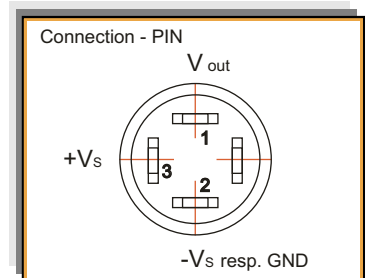 Connection - PIN
V out
1
+Vs
3
2
-Vs resp. GND